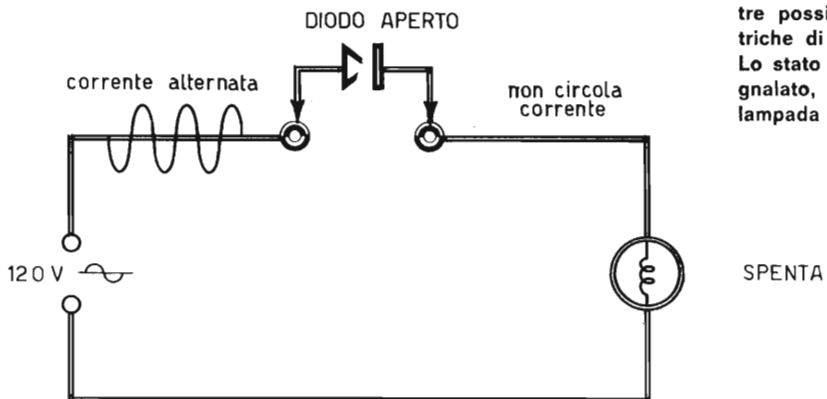 DIODO APERTO
corrente alternata
non circola
corrente
120 V
SPENTA
tre possi
triche di
Lo stato
gnalato,
lampada